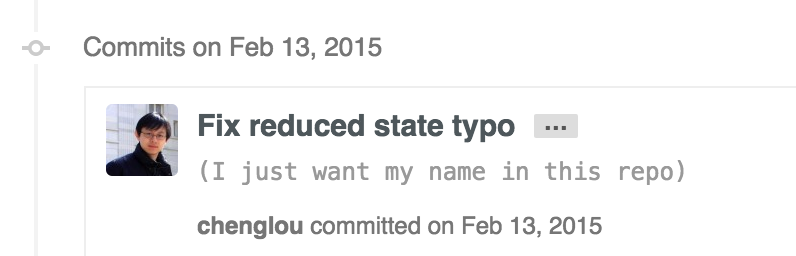 Commits on Feb 13, 2015
Fix reduced state typo ...
(I just want my name in this repo)
chenglou committed on Feb 13, 2015